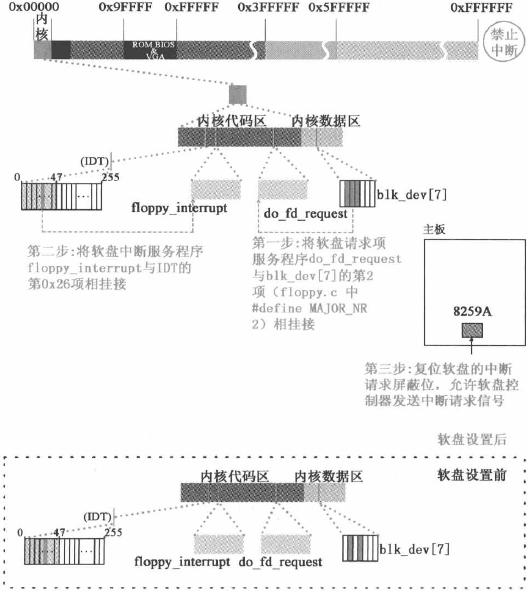 0x00000 0x9FFFF 0xFFFFF 0x3FFFFF 0x5FFFFF 0xFFFFFF
内核
ROM BIOS
&
VGA
禁止
中断
内核代码区 内核数据区
(IDT)
0 47 255
floppy_interrupt
do_fd_request
blk_dev[7]
第二步:将软盘中断服务程序
floppy_interrupt与IDT的
第0x26项相挂接
第一步:将软盘请求项
服务程序do_fd_request
与blk_dev[7]的第2
项（floppy.c 中
#define MAJOR_NR
2）相挂接
主板
8259A
第三步:复位软盘的中断
请求屏蔽位，允许软盘控
制器发送中断请求信号
软盘设置后
软盘设置前
内核代码区 内核数据区
(IDT)
0 47 255
floppy_interrupt do_fd_request
blk_dev[7]